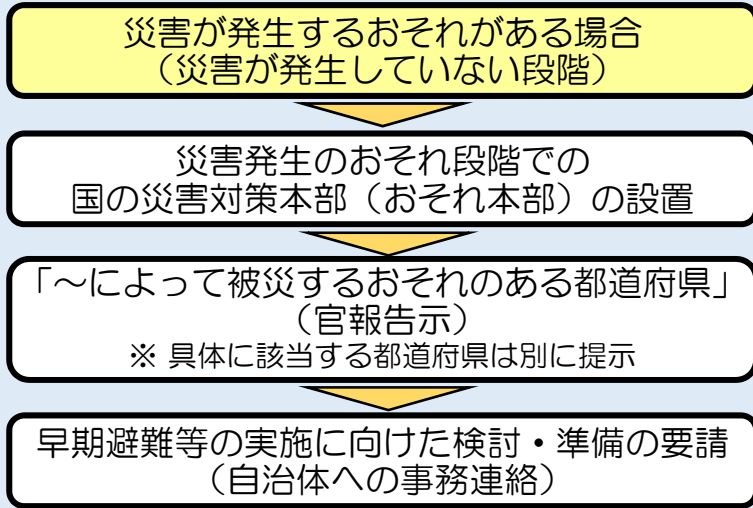 災害が発生するおそれがある場合
（災害が発生していない段階）
災害発生のおそれ段階での
国の災害対策本部（おそれ本部）の設置
「～によって被災するおそれのある都道府県」
（官報告示）
※ 具体に該当する都道府県は別に提示
早期避難等の実施に向けた検討・準備の要請
（自治体への事務連絡）